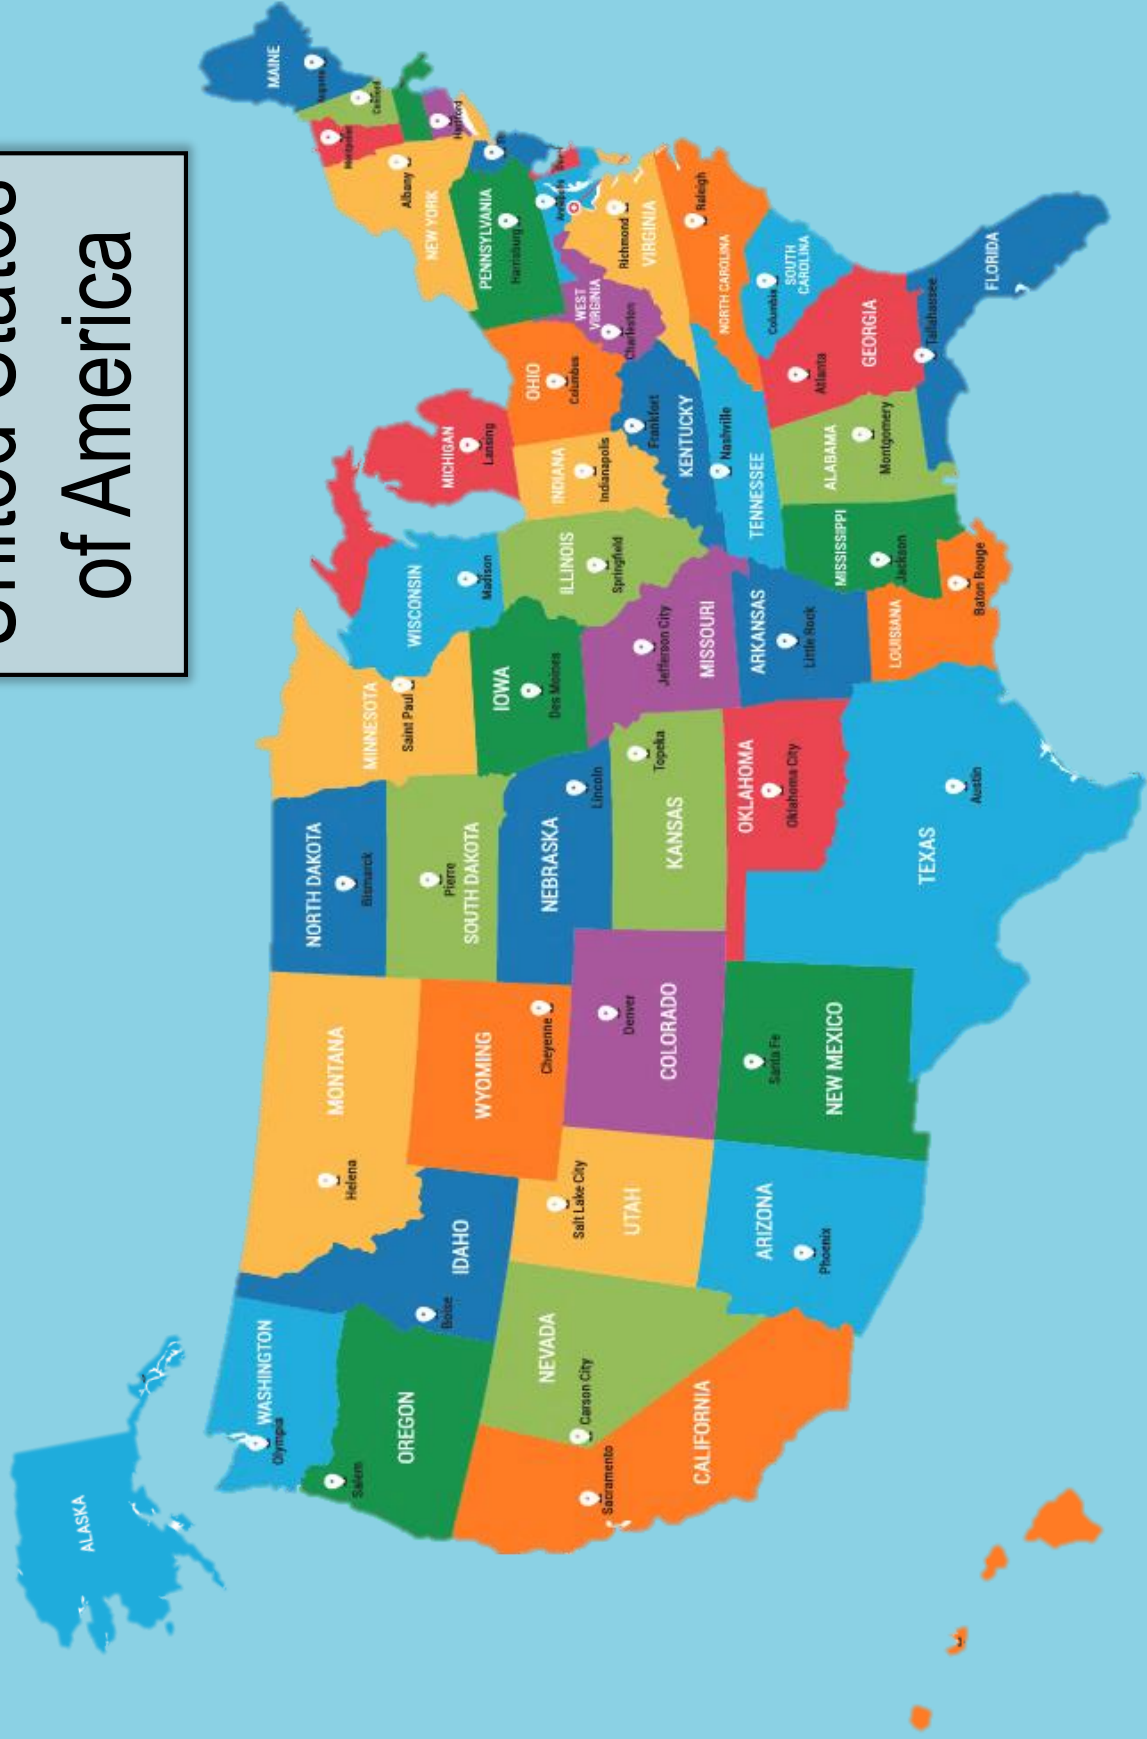 United States
of America
ALASKA
WASHINGTON
Olympia
OREGON
Salem
CALIFORNIA
Sacramento
NEVADA
Carson City
IDAHO
Boise
MONTANA
Helena
WYOMING
Cheyenne
UTAH
Salt Lake City
ARIZONA
Phoenix
COLORADO
Denver
NEW MEXICO
Santa Fe
NORTH DAKOTA
Bismarck
Pierre
SOUTH DAKOTA
NEBRASKA
Lincoln
KANSAS
Topeka
OKLAHOMA
Oklahoma City
TEXAS
Austin
MINNESOTA
Saint Paul
IOWA
Des Moines
MISSOURI
Jefferson City
ARKANSAS
Little Rock
LOUISIANA
Baton Rouge
WISCONSIN
Madison
ILLINOIS
Springfield
MICHIGAN
Lansing
INDIANA
Indianapolis
OHIO
Columbus
KENTUCKY
Frankfort
Nashville
TENNESSEE
MISSISSIPPI
Jackson
ALABAMA
Montgomery
GEORGIA
Atlanta
Tallahassee
FLORIDA
SOUTH
CAROLINA
Columbia
NORTH CAROLINA
Raleigh
VIRGINIA
Richmond
WEST
VIRGINIA
Charleston
PENNSYLVANIA
Harrisburg
NEW YORK
Albany
MAINE
Augusta
Concord
Montpelier
Hartford
Annapolis